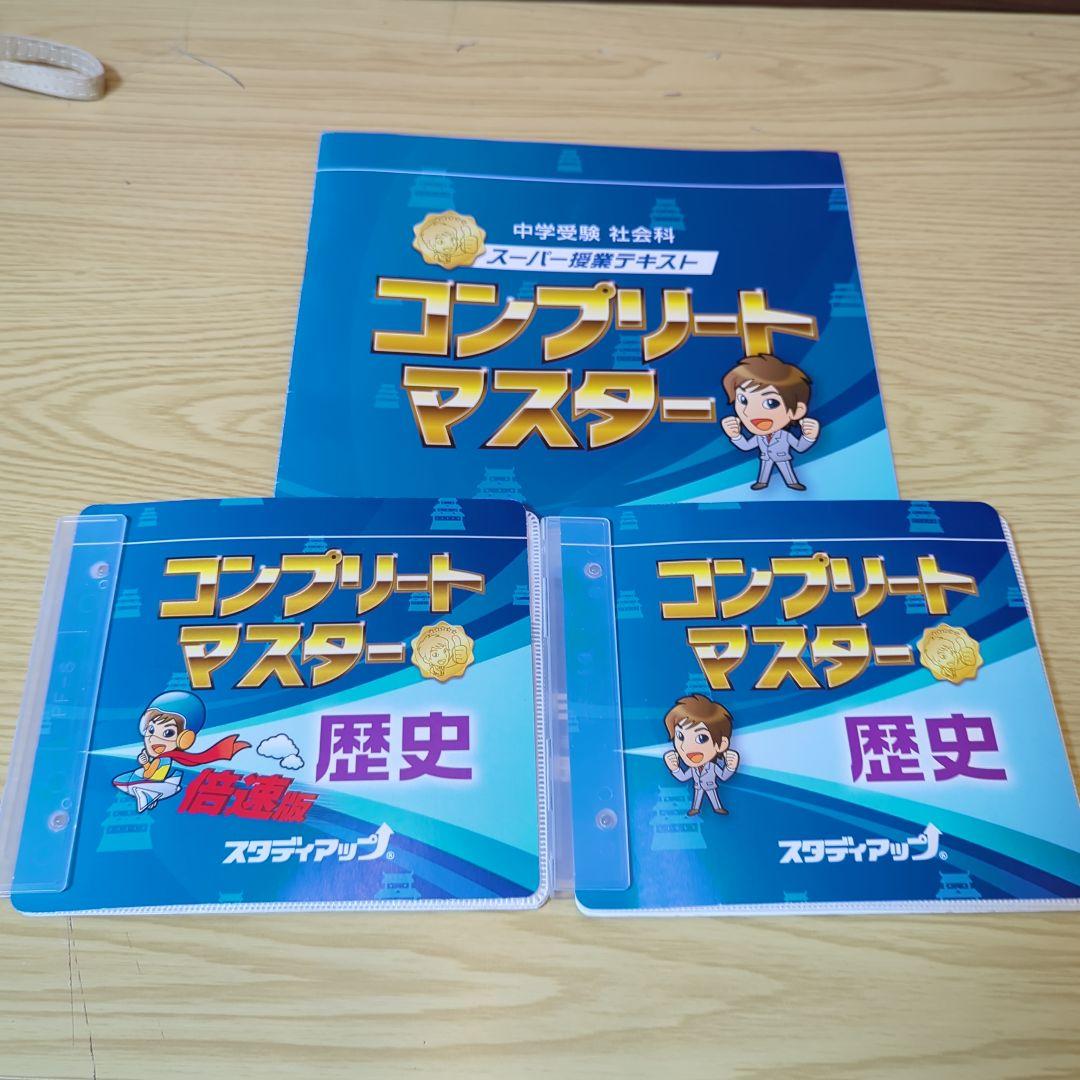 中学受験 社会科
スーパー授業テキスト
コンプリート
マスター
コンプリート
マスター
歴史
倍速版
スタディアップ®
コンプリート
マスター
歴史
スタディアップ®